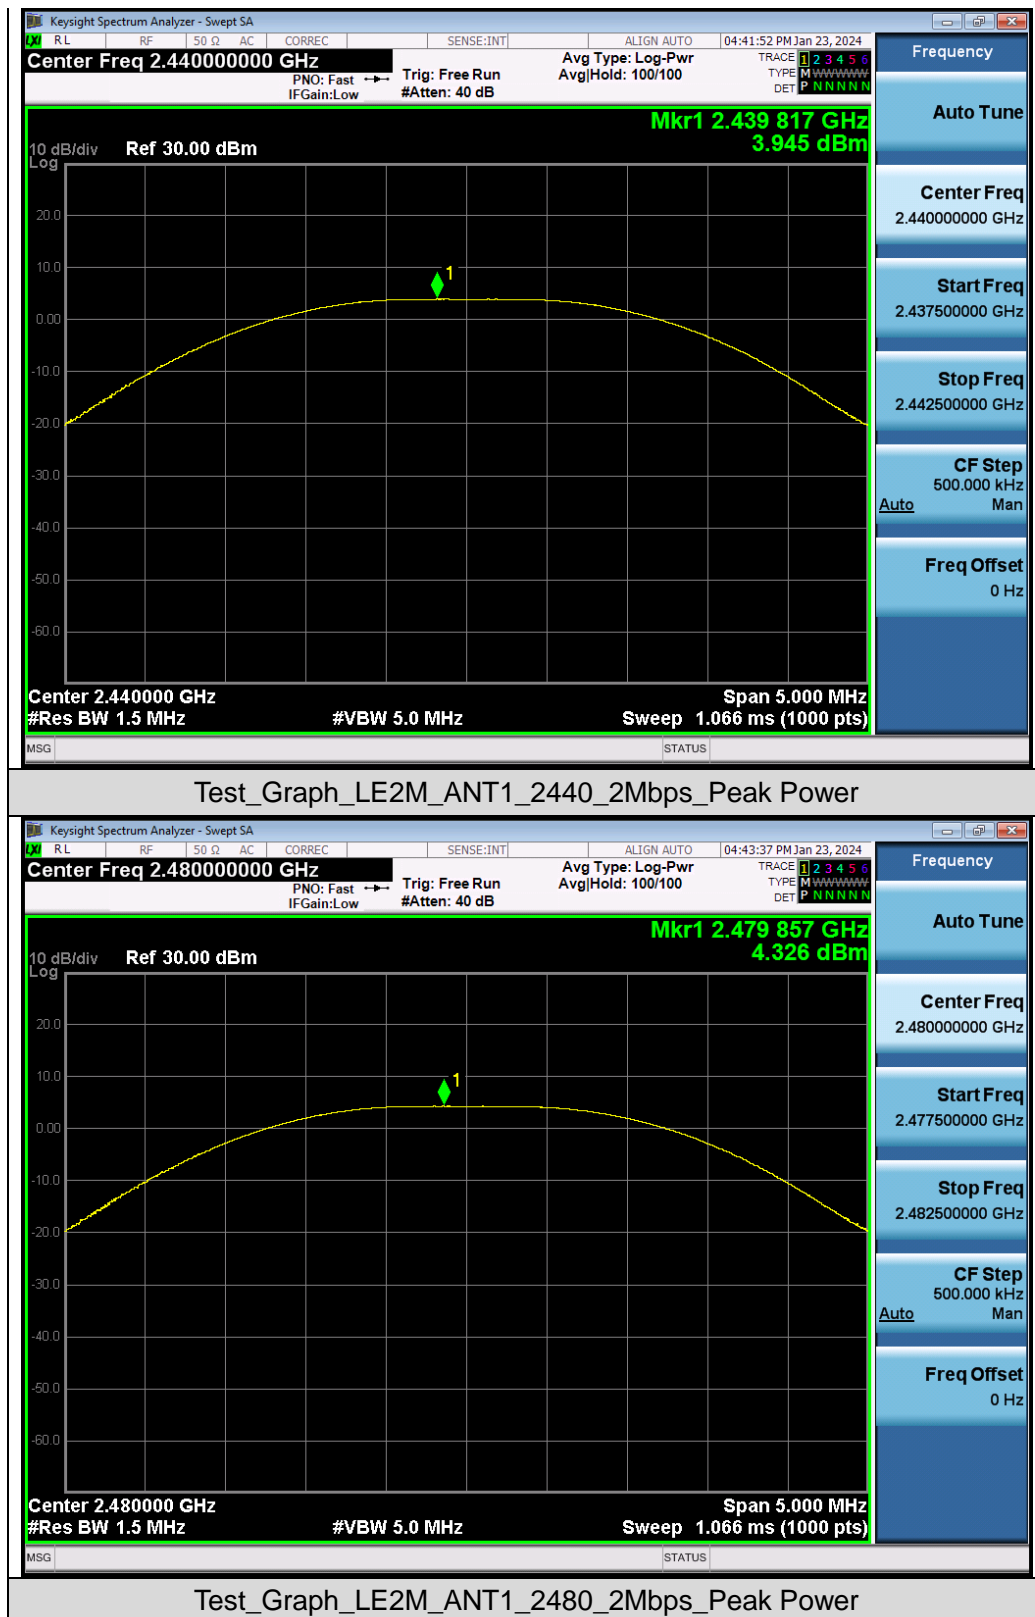 Keysight Spectrum Analyzer - Swept SA
LXI RL RF 50 Ω AC CORREC SENSE:INT ALIGN AUTO 04:41:52 PM Jan 23, 2024
Center Freq 2.440000000 GHz
PNO: Fast
IFGain:Low
Trig: Free Run
#Atten: 40 dB
Avg Type: Log-Pwr
Avg|Hold: 100/100
TRACE 1 2 3 4 5 6
TYPE M WWWWW
DET P N N N N N
Frequency
Auto Tune
Center Freq
2.440000000 GHz
Start Freq
2.437500000 GHz
Stop Freq
2.442500000 GHz
CF Step
500.000 kHz
Auto Man
Freq Offset
0 Hz
Mkr1 2.439 817 GHz
3.945 dBm
10 dB/div Ref 30.00 dBm
Log
20.0
10.0
1
0.00
-10.0
-20.0
-30.0
-40.0
-50.0
-60.0
Center 2.440000 GHz Span 5.000 MHz
#Res BW 1.5 MHz #VBW 5.0 MHz Sweep 1.066 ms (1000 pts)
MSG STATUS
Test_Graph_LE2M_ANT1_2440_2Mbps_Peak Power
Keysight Spectrum Analyzer - Swept SA
LXI RL RF 50 Ω AC CORREC SENSE:INT ALIGN AUTO 04:43:37 PM Jan 23, 2024
Center Freq 2.480000000 GHz
PNO: Fast
IFGain:Low
Trig: Free Run
#Atten: 40 dB
Avg Type: Log-Pwr
Avg|Hold: 100/100
TRACE 1 2 3 4 5 6
TYPE M WWWWW
DET P N N N N N
Frequency
Auto Tune
Center Freq
2.480000000 GHz
Start Freq
2.477500000 GHz
Stop Freq
2.482500000 GHz
CF Step
500.000 kHz
Auto Man
Freq Offset
0 Hz
Mkr1 2.479 857 GHz
4.326 dBm
10 dB/div Ref 30.00 dBm
Log
20.0
10.0
1
0.00
-10.0
-20.0
-30.0
-40.0
-50.0
-60.0
Center 2.480000 GHz Span 5.000 MHz
#Res BW 1.5 MHz #VBW 5.0 MHz Sweep 1.066 ms (1000 pts)
MSG STATUS
Test_Graph_LE2M_ANT1_2480_2Mbps_Peak Power